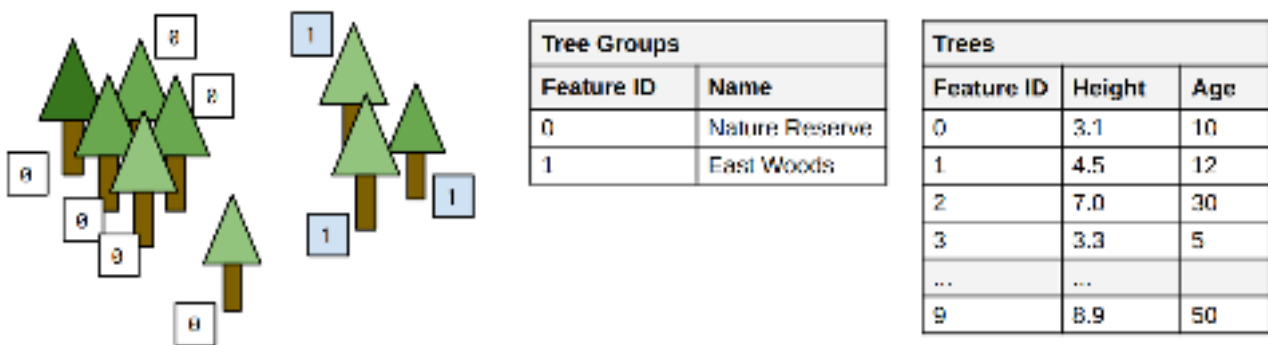 0
0
0
0
0
0
1
1
1
Tree Groups
Feature ID Name
0 Nature Reserve
1 East Woods
Trees
Feature ID Height Age
0 3.1 10
1 4.5 12
2 7.0 30
3 3.3 5
... ...
9 8.9 50